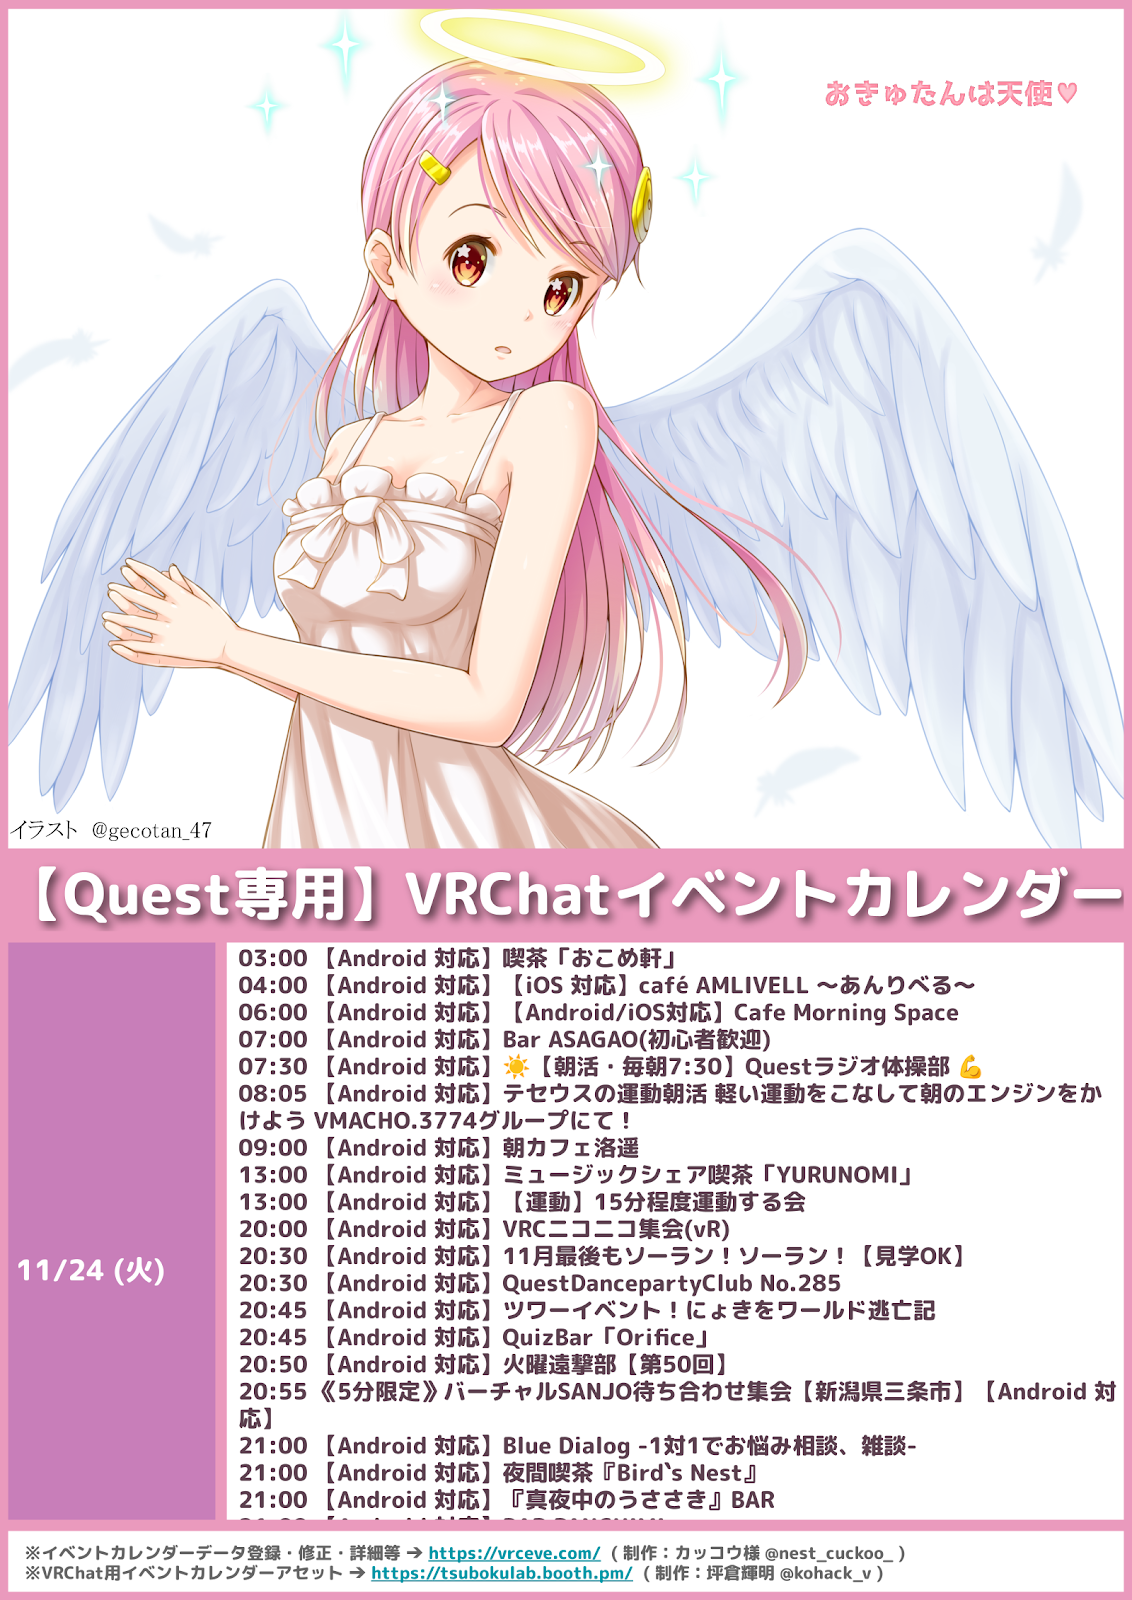 おきゅたんは天使♥
イラスト @gecotan_47
【Quest専用】VRChatイベントカレンダー
11/24 (火)
03:00 【Android 対応】喫茶「おこめ軒」
04:00 【Android 対応】【iOS 対応】café AMLIVELL ～あんりべる～
06:00 【Android 対応】【Android/iOS対応】Cafe Morning Space
07:00 【Android 対応】Bar ASAGAO(初心者歓迎)
07:30 【Android 対応】☀️【朝活・毎朝7:30】Questラジオ体操部 💪
08:05 【Android 対応】テセウスの運動朝活 軽い運動をこなして朝のエンジンをか
けよう VMACHO.3774グループにて！
09:00 【Android 対応】朝カフェ洛遥
13:00 【Android 対応】ミュージックシェア喫茶「YURUNOMI」
13:00 【Android 対応】【運動】15分程度運動する会
20:00 【Android 対応】VRCニコニコ集会(vR)
20:30 【Android 対応】11月最後もソーラン！ソーラン！【見学OK】
20:30 【Android 対応】QuestDancepartyClub No.285
20:45 【Android 対応】ツワーイベント！にょきをワールド逃亡記
20:45 【Android 対応】QuizBar「Orifice」
20:50 【Android 対応】火曜遠撃部【第50回】
20:55 《5分限定》バーチャルSANJO待ち合わせ集会【新潟県三条市】【Android 対
応】
21:00 【Android 対応】Blue Dialog -1対1でお悩み相談、雑談-
21:00 【Android 対応】夜間喫茶『Bird‵s Nest』
21:00 【Android 対応】『真夜中のうささき』BAR
※イベントカレンダーデータ登録・修正・詳細等 → https://vrceve.com/ ( 制作：カッコウ様 @nest_cuckoo_ )
※VRChat用イベントカレンダーアセット → https://tsubokulab.booth.pm/ ( 制作：坪倉輝明 @kohack_v )